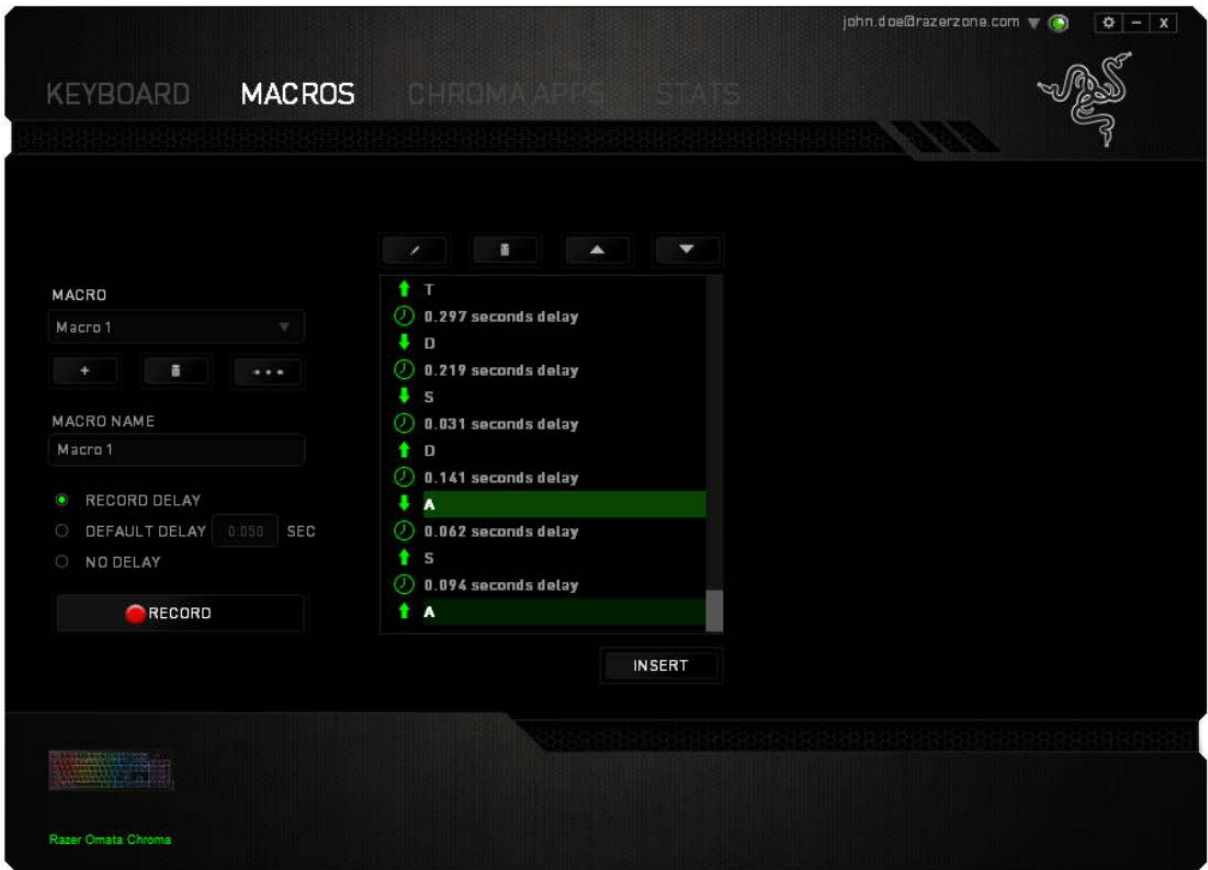 john.doe@razerzone.com
KEYBOARD MACROS CHROMA APPS STATS
MACRO
Macro 1
MACRO NAME
Macro 1
RECORD DELAY
DEFAULT DELAY 0.050 SEC
NO DELAY
RECORD
T
0.297 seconds delay
D
0.219 seconds delay
S
0.031 seconds delay
D
0.141 seconds delay
A
0.062 seconds delay
S
0.094 seconds delay
A
INSERT
Razer Ornata Chroma